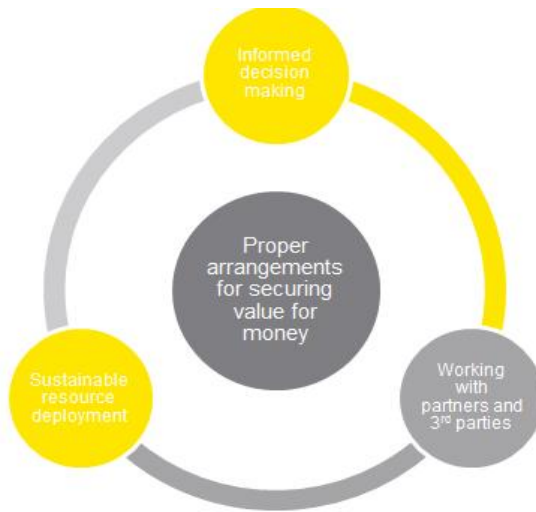 Informed
decision
making
Proper
arrangements
for securing
value for
money
Sustainable
resource
deployment
Working
with
partners and
3rd parties